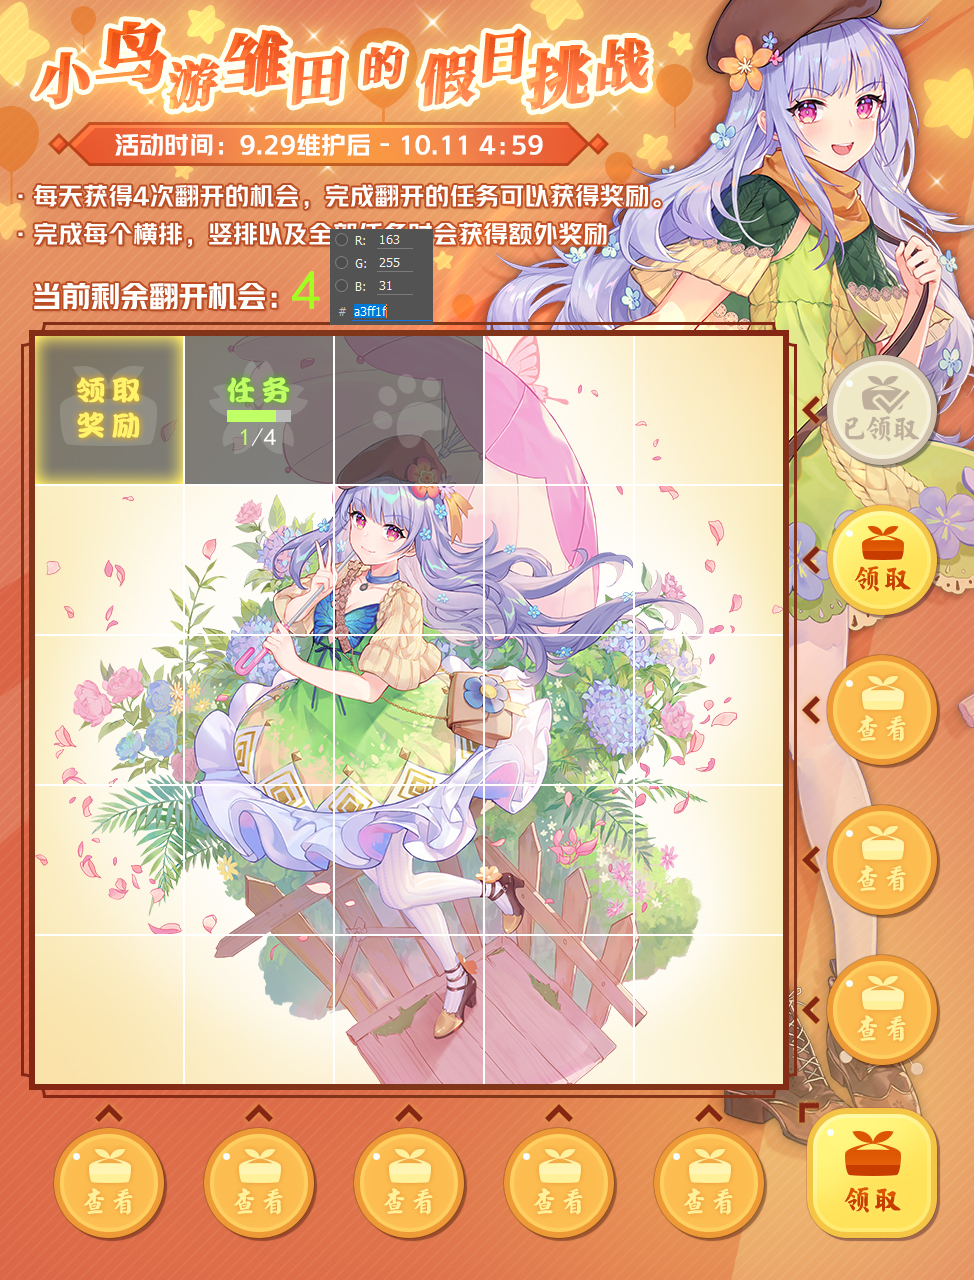 小鸟游雏田的假日挑战
活动时间：9.29维护后 - 10.11 4:59
· 每天获得4次翻开的机会，完成翻开的任务可以获得奖励。
· 完成每个横排，竖排以及全部任务时会获得额外奖励
R: 163
G: 255
B: 31
# a3ff1f
当前剩余翻开机会：4
领取
奖励
任务
1/4
已领取
领取
查看
查看
查看
查看
查看
查看
查看
查看
领取